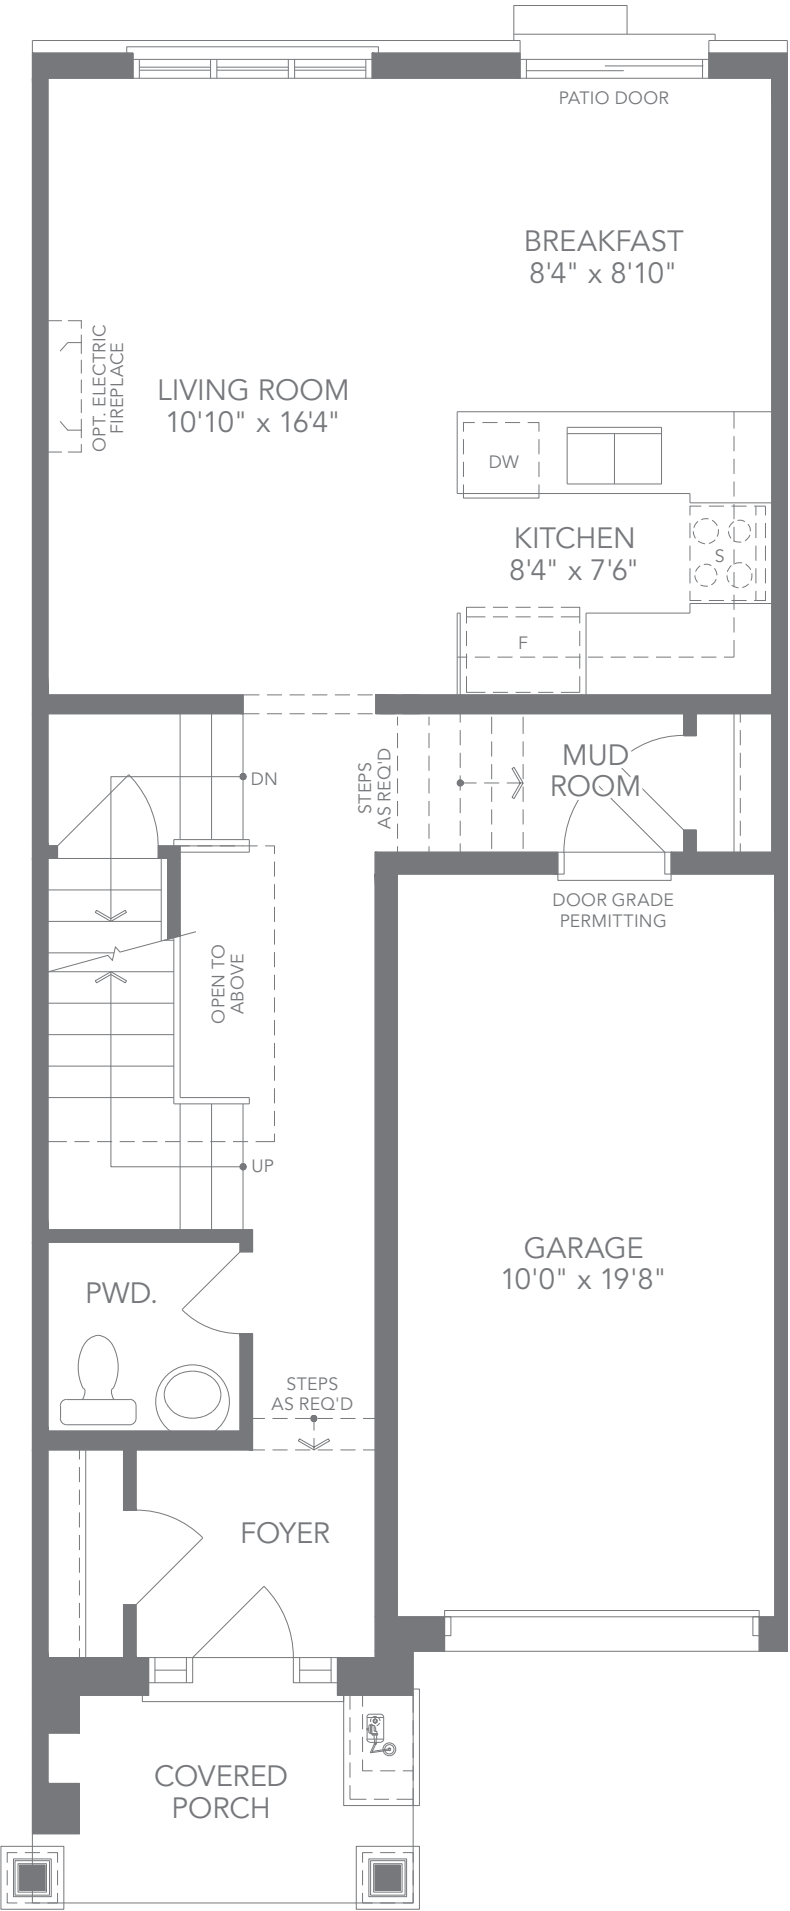 PATIO DOOR
BREAKFAST
8'4" x 8'10"
OPT. ELECTRIC
FIREPLACE
LIVING ROOM
10'10" x 16'4"
DW
KITCHEN
8'4" x 7'6"
S
F
STEPS
AS REQ'D
MUD
ROOM
DN
DOOR GRADE
PERMITTING
OPEN TO
ABOVE
UP
GARAGE
10'0" x 19'8"
PWD.
STEPS
AS REQ'D
FOYER
COVERED
PORCH